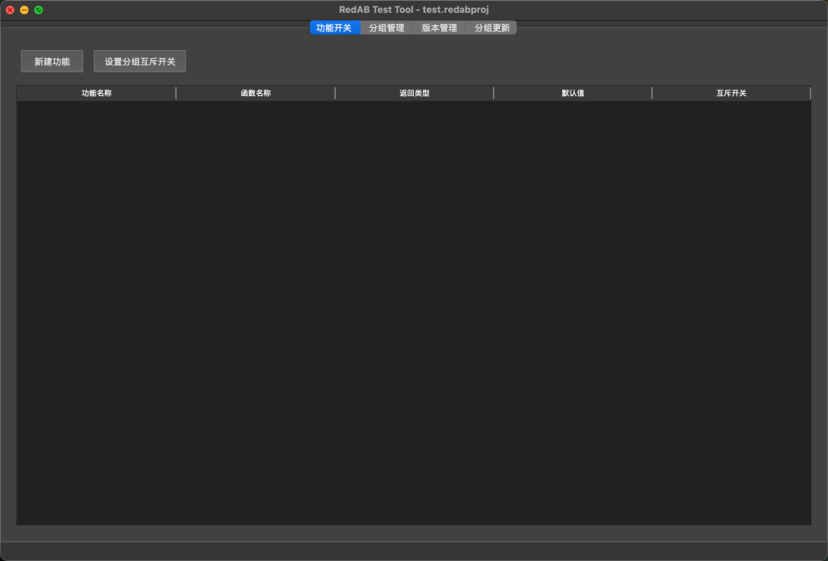 RedAB Test Tool - test.redabproj
功能开关 分组管理 版本管理 分组更新
新建功能 设置分组互斥开关
功能名称 函数名称 返回类型 默认值 互斥开关